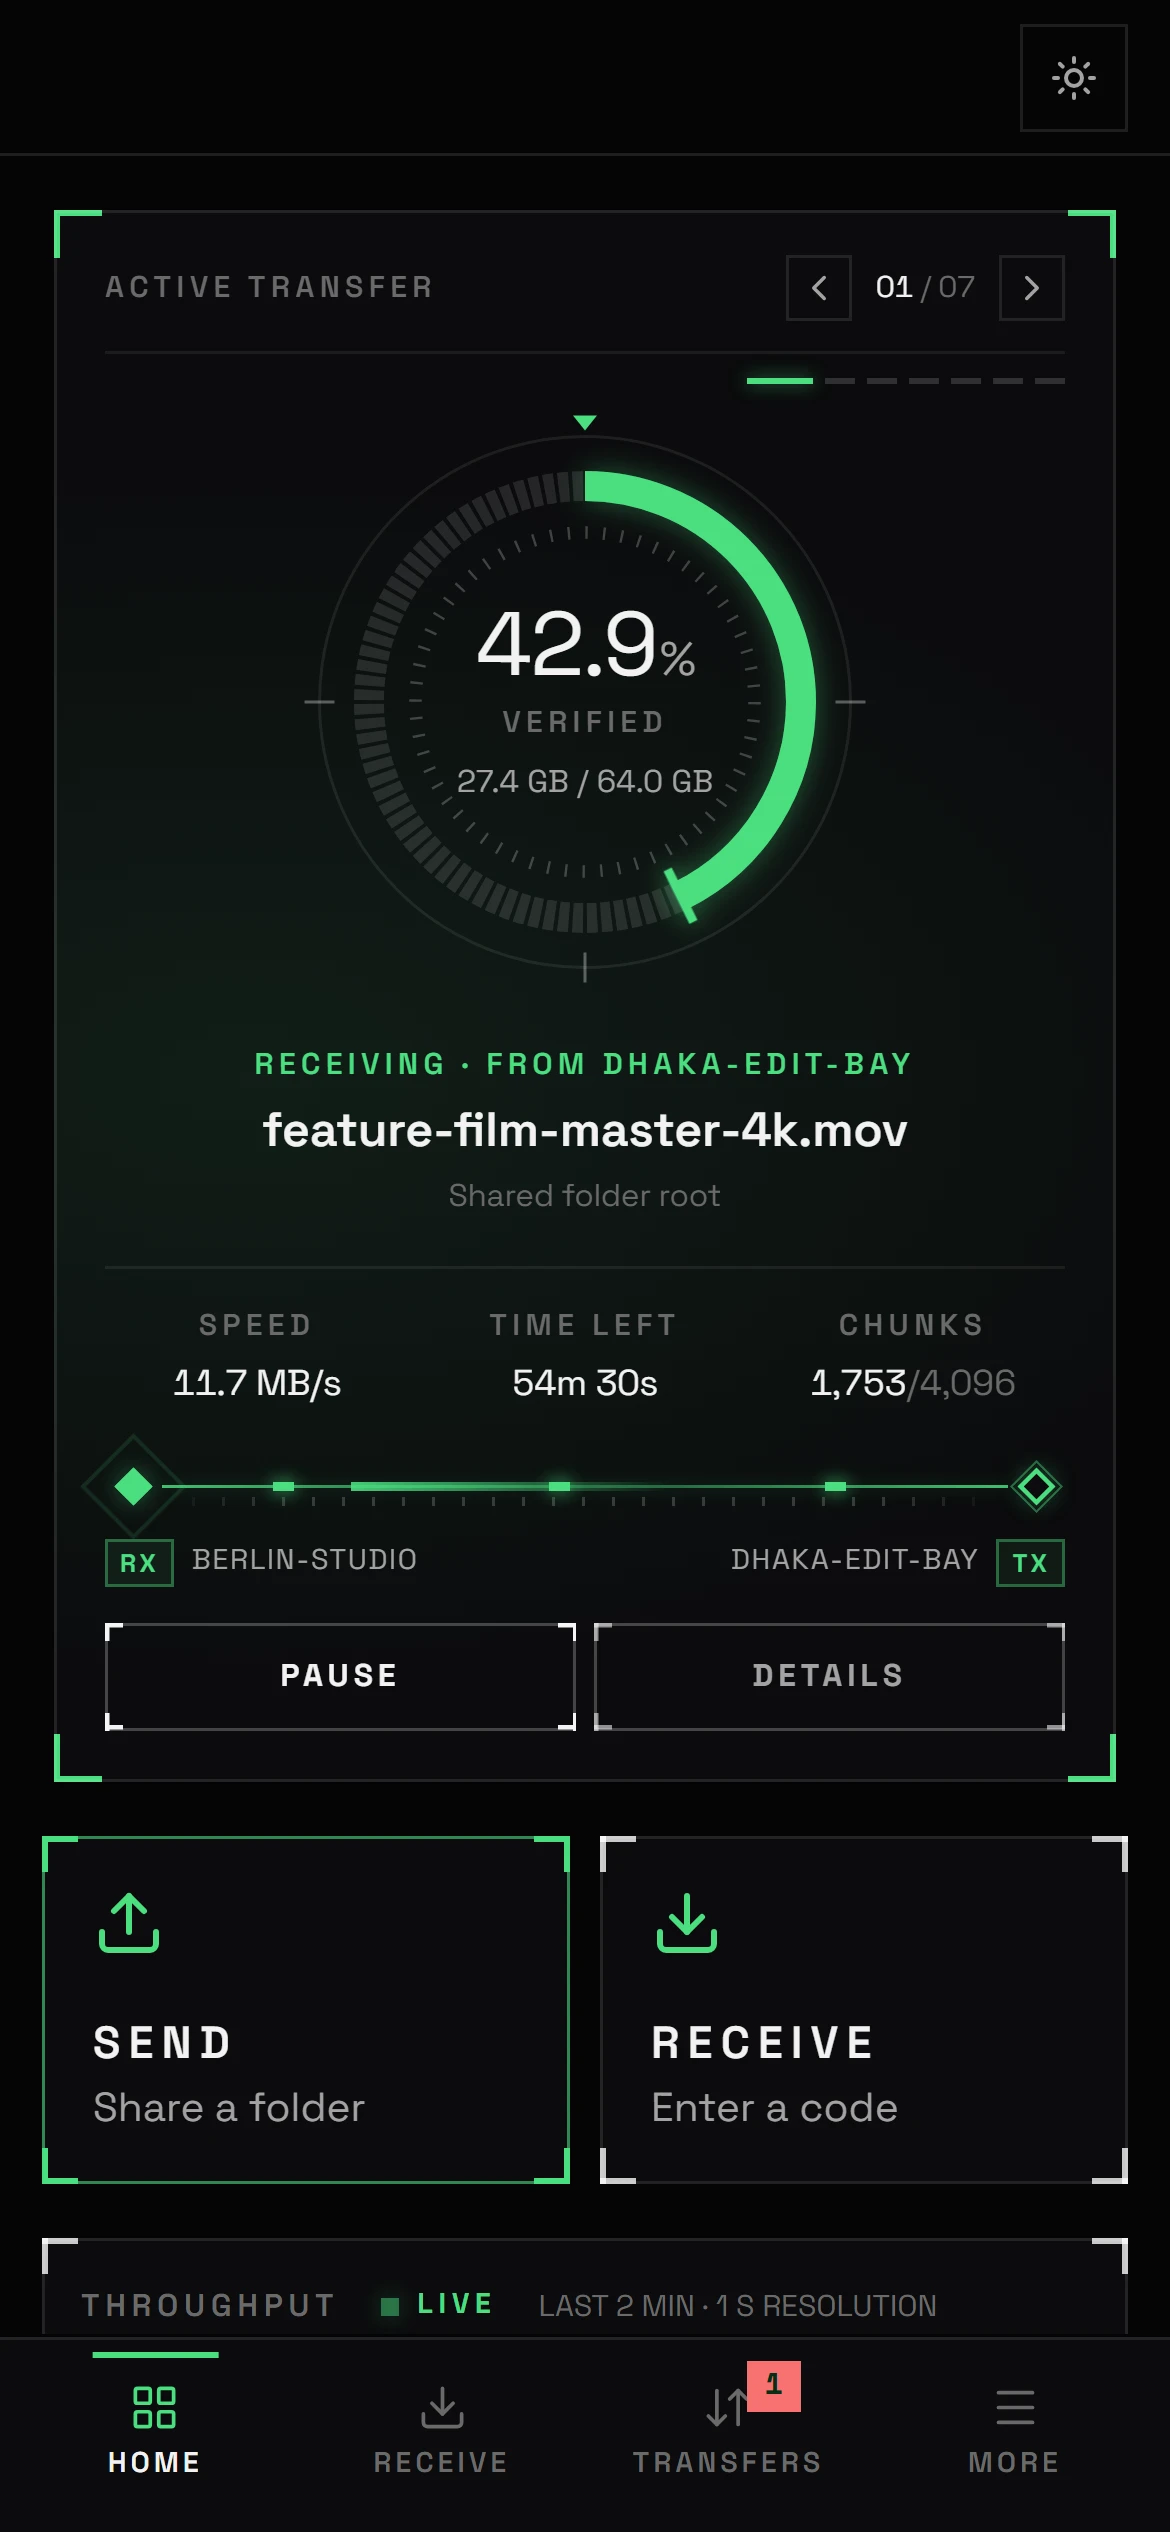 ACTIVE TRANSFER
01 / 07
42.9%
VERIFIED
27.4 GB / 64.0 GB
RECEIVING · FROM DHAKA-EDIT-BAY
feature-film-master-4k.mov
Shared folder root
SPEED TIME LEFT CHUNKS
11.7 MB/s 54m 30s 1,753/4,096
RX BERLIN-STUDIO DHAKA-EDIT-BAY TX
PAUSE DETAILS
SEND RECEIVE
Share a folder Enter a code
THROUGHPUT LIVE LAST 2 MIN · 1 S RESOLUTION
1
HOME RECEIVE TRANSFERS MORE